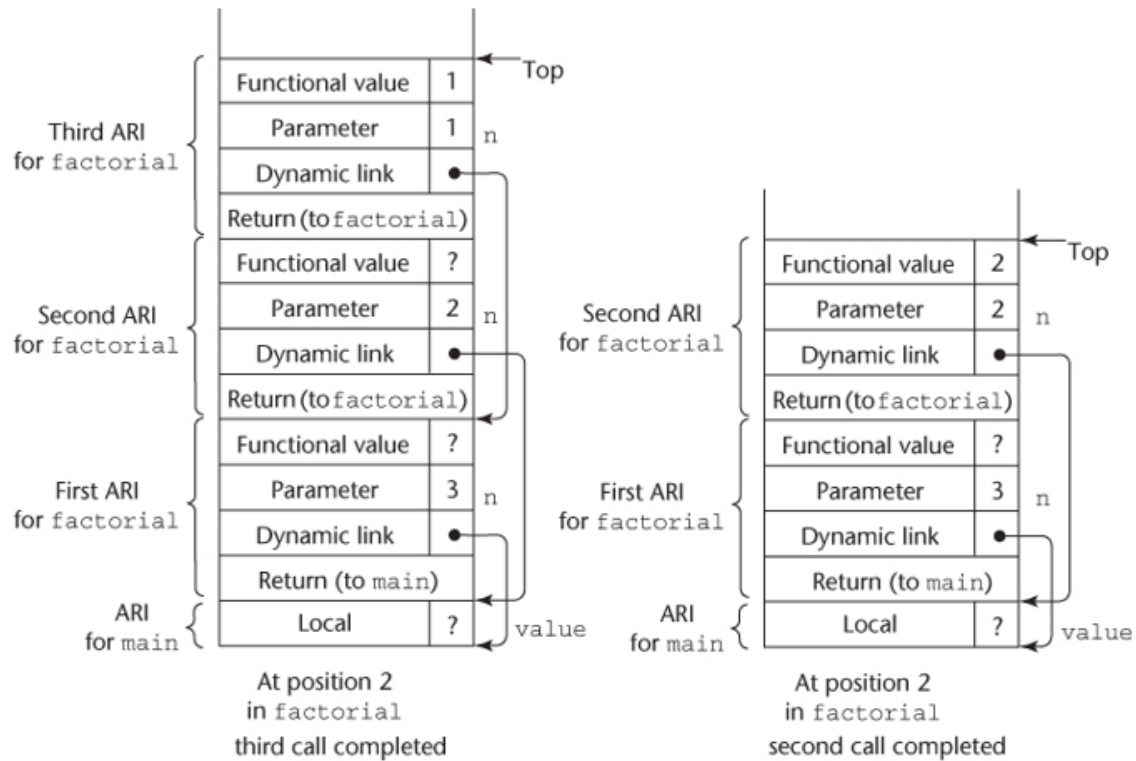 Top
Functional value 1
Third ARI
for factorial
Parameter 1 n
Dynamic link
Return (to factorial)
Functional value ?
Second ARI
for factorial
Parameter 2 n
Dynamic link
Return (to factorial)
Functional value ?
First ARI
for factorial
Parameter 3 n
Dynamic link
Return (to main)
ARI
for main
Local ? value
At position 2
in factorial
third call completed
Top
Functional value 2
Second ARI
for factorial
Parameter 2 n
Dynamic link
Return (to factorial)
Functional value ?
First ARI
for factorial
Parameter 3 n
Dynamic link
Return (to main)
ARI
for main
Local ? value
At position 2
in factorial
second call completed